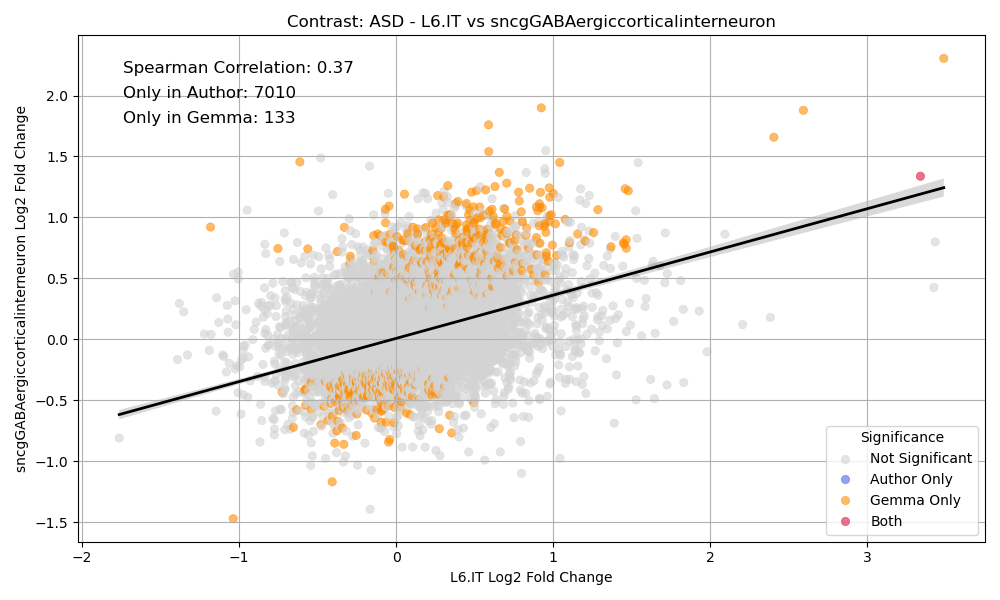 Contrast: ASD - L6.IT vs sncgGABAergiccorticalinterneuron
Spearman Correlation: 0.37
Only in Author: 7010
Only in Gemma: 133
sncgGABAergiccorticalinterneuron Log2 Fold Change
2.0
1.5
1.0
0.5
0.0
−0.5
−1.0
−1.5
Significance
Not Significant
Author Only
Gemma Only
Both
−2
−1
0
1
2
3
L6.IT Log2 Fold Change